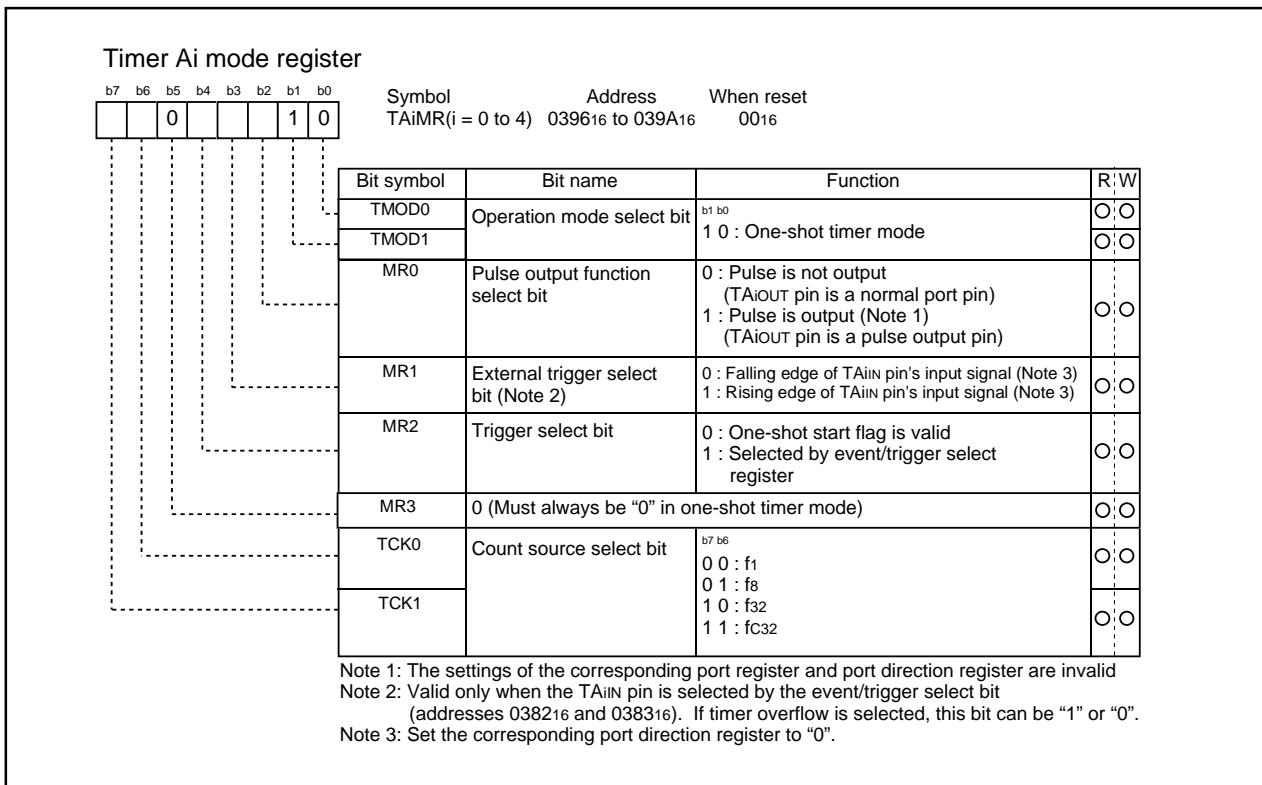 Timer Ai mode register
b7 b6 b5 b4 b3 b2 b1 b0
0 1 0
Symbol Address When reset
TAiMR(i = 0 to 4) 039616 to 039A16 0016
Bit symbol Bit name Function R W
TMOD0 Operation mode select bit b1 b0
1 0 : One-shot timer mode
TMOD1
MR0 Pulse output function select bit 0 : Pulse is not output
(TAiOUT pin is a normal port pin)
1 : Pulse is output (Note 1)
(TAiOUT pin is a pulse output pin)
MR1 External trigger select bit (Note 2) 0 : Falling edge of TAiIN pin's input signal (Note 3)
1 : Rising edge of TAiIN pin's input signal (Note 3)
MR2 Trigger select bit 0 : One-shot start flag is valid
1 : Selected by event/trigger select
register
MR3 0 (Must always be “0” in one-shot timer mode)
TCK0 Count source select bit b7 b6
0 0 : f1
0 1 : f8
TCK1 1 0 : f32
1 1 : fC32
Note 1: The settings of the corresponding port register and port direction register are invalid
Note 2: Valid only when the TAiIN pin is selected by the event/trigger select bit
(addresses 038216 and 038316). If timer overflow is selected, this bit can be “1” or “0”.
Note 3: Set the corresponding port direction register to “0”.